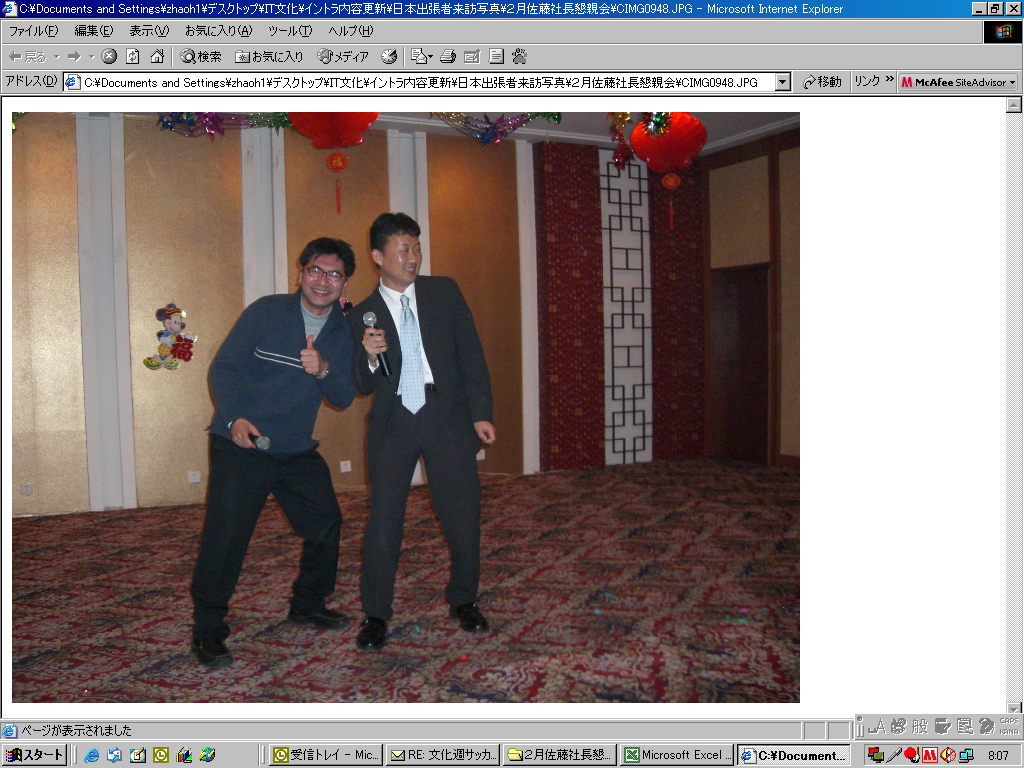 C:¥Documents and Settings¥zhaoh1¥デスクトップ¥IT文化¥イントラ内容更新¥日本出張者来訪写真¥2月佐藤社長懇親会¥CIMG0948.JPG - Microsoft Internet Explorer
ファイル(F) 編集(E) 表示(V) お気に入り(A) ツール(T) ヘルプ(H)
戻る 検索 お気に入り メディア
アドレス(D) C:¥Documents and Settings¥zhaoh1¥デスクトップ¥IT文化¥イントラ内容更新¥日本出張者来訪写真¥2月佐藤社長懇親会¥CIMG0948.JPG 移動 リンク » McAfee SiteAdvisor
福
福
ページが表示されました
A 般 CAPS KANA
スタート 受信トレイ - Mic... RE: 文化週サッカ... 2月佐藤社長懇... Microsoft Excel ... C:¥Document... 8:07